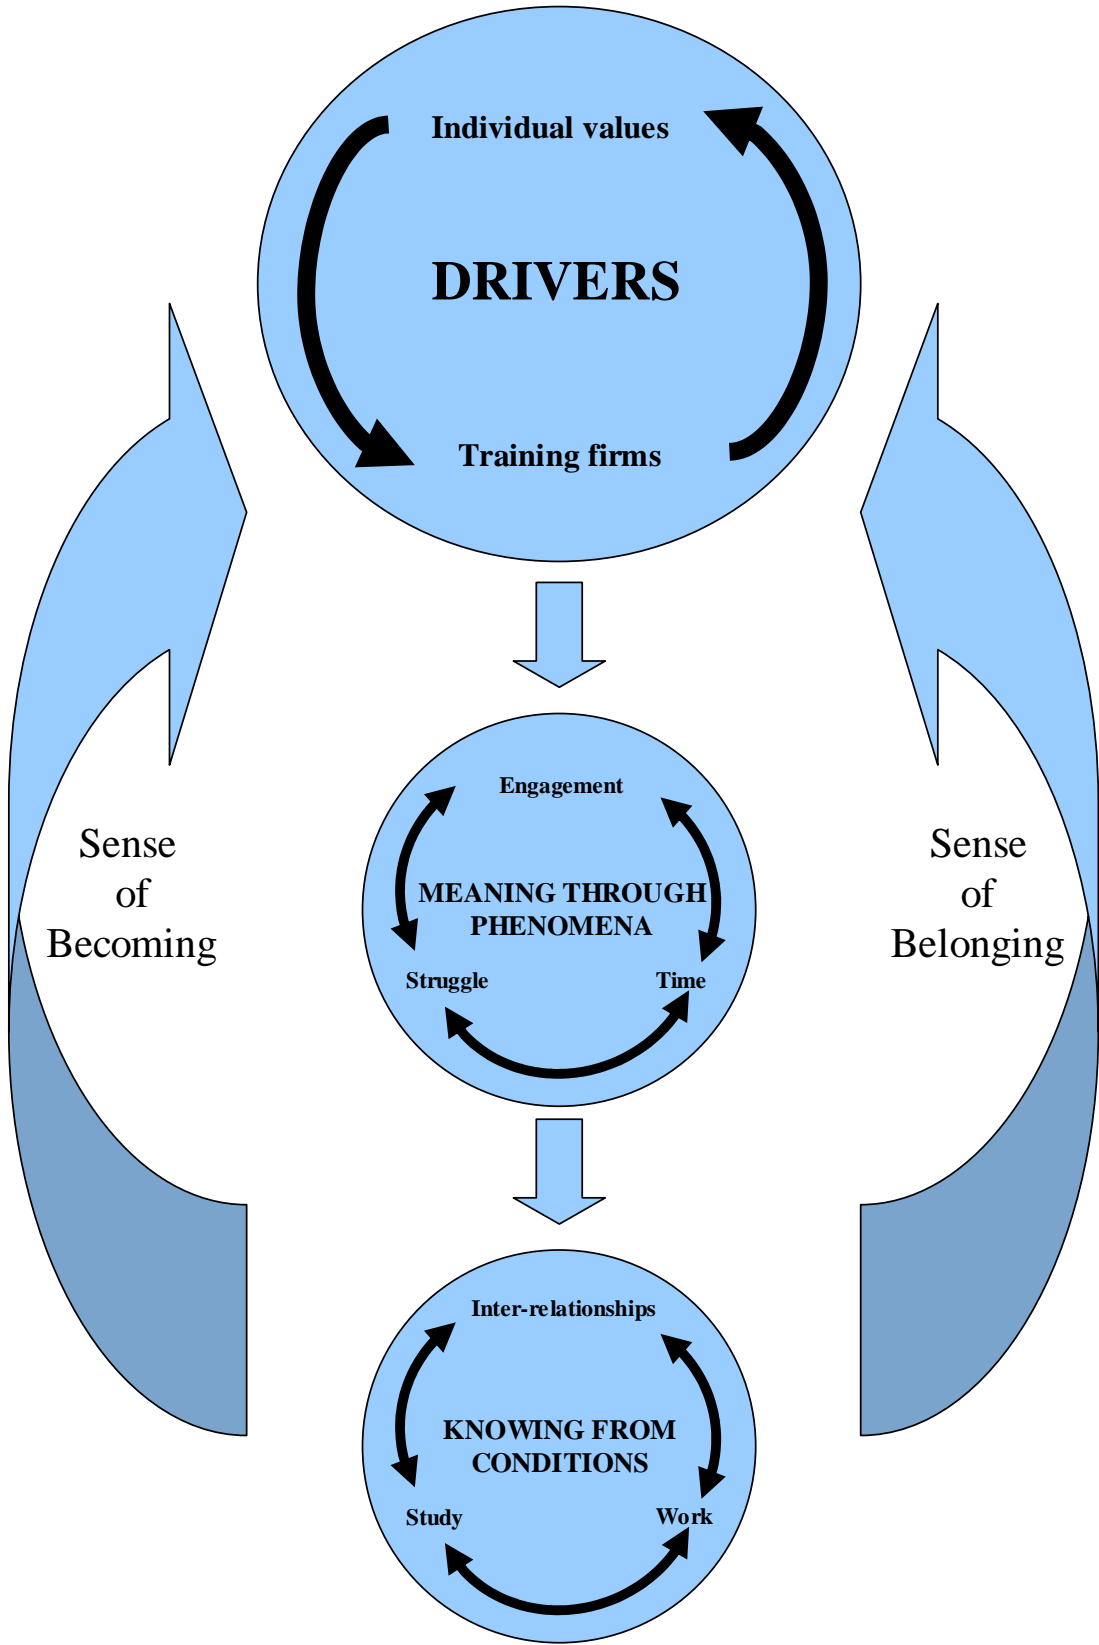 Individual values
DRIVERS
Training firms
Engagement
MEANING THROUGH
PHENOMENA
Struggle
Time
Sense
of
Becoming
Sense
of
Belonging
Inter-relationships
KNOWING FROM
CONDITIONS
Study
Work